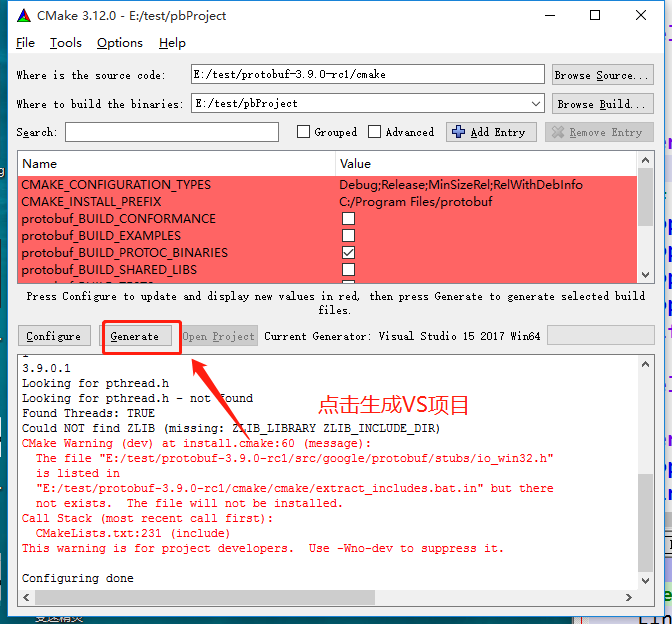 CMake 3.12.0 - E:/test/pbProject
File Tools Options Help
Where is the source code: E:/test/protobuf-3.9.0-rc1/cmake Browse Source...
Where to build the binaries: E:/test/pbProject Browse Build...
Search: Grouped Advanced Add Entry Remove Entry
Name Value
CMAKE_CONFIGURATION_TYPES Debug;Release;MinSizeRel;RelWithDebInfo
CMAKE_INSTALL_PREFIX C:/Program Files/protobuf
protobuf_BUILD_CONFORMANCE
protobuf_BUILD_EXAMPLES
protobuf_BUILD_PROTOC_BINARIES
protobuf_BUILD_SHARED_LIBS
Press Configure to update and display new values in red, then press Generate to generate selected build
files.
Configure Generate Open Project Current Generator: Visual Studio 15 2017 Win64
3.9.0.1
Looking for pthread.h
Looking for pthread.h - not found
点击生成VS项目
Found Threads: TRUE
Could NOT find ZLIB (missing: ZLIB_LIBRARY ZLIB_INCLUDE_DIR)
CMake Warning (dev) at install.cmake:60 (message):
The file "E:/test/protobuf-3.9.0-rc1/src/google/protobuf/stubs/io_win32.h"
is listed in
"E:/test/protobuf-3.9.0-rc1/cmake/cmake/extract_includes.bat.in" but there
not exists. The file will not be installed.
Call Stack (most recent call first):
CMakeLists.txt:231 (include)
This warning is for project developers. Use -Wno-dev to suppress it.
Configuring done